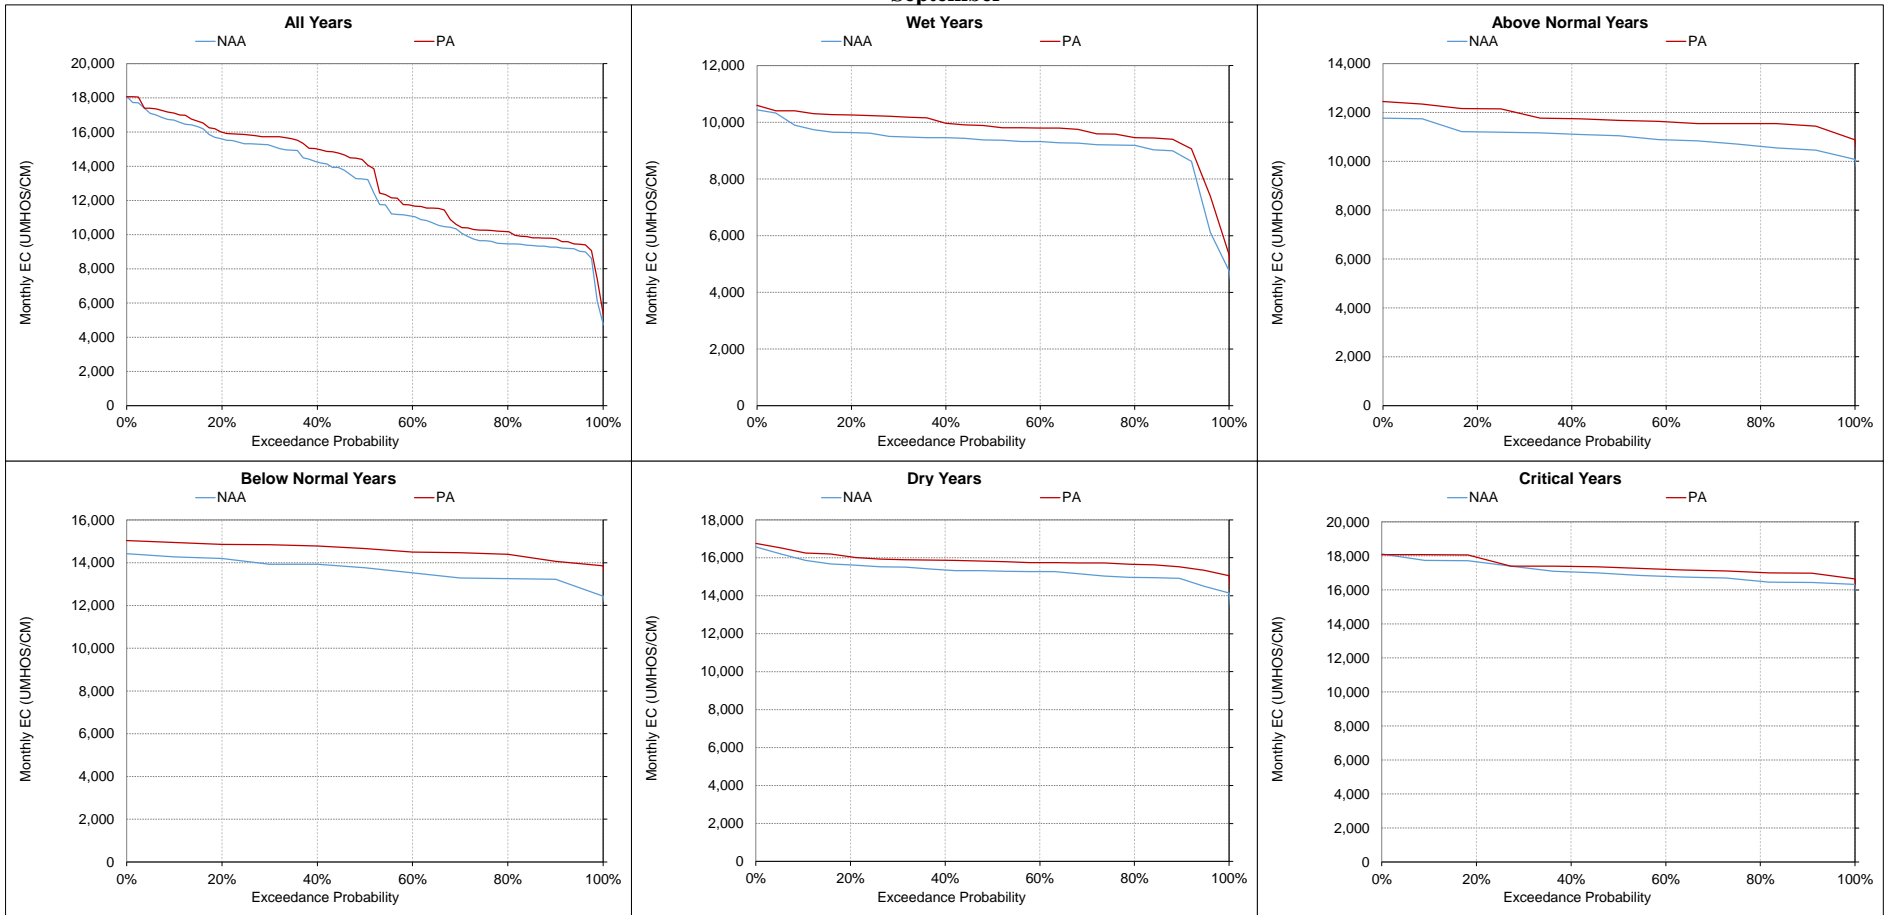 September
All Years
NAA PA
20,000
18,000
16,000
14,000
12,000
10,000
8,000
6,000
4,000
2,000
0
Monthly EC (UMHOS/CM)
0% 20% 40% 60% 80% 100%
Exceedance Probability
Wet Years
NAA PA
12,000
10,000
8,000
6,000
4,000
2,000
0
Monthly EC (UMHOS/CM)
0% 20% 40% 60% 80% 100%
Exceedance Probability
Above Normal Years
NAA PA
14,000
12,000
10,000
8,000
6,000
4,000
2,000
0
Monthly EC (UMHOS/CM)
0% 20% 40% 60% 80% 100%
Exceedance Probability
Below Normal Years
NAA PA
16,000
14,000
12,000
10,000
8,000
6,000
4,000
2,000
0
Monthly EC (UMHOS/CM)
0% 20% 40% 60% 80% 100%
Exceedance Probability
Dry Years
NAA PA
18,000
16,000
14,000
12,000
10,000
8,000
6,000
4,000
2,000
0
Monthly EC (UMHOS/CM)
0% 20% 40% 60% 80% 100%
Exceedance Probability
Critical Years
NAA PA
20,000
18,000
16,000
14,000
12,000
10,000
8,000
6,000
4,000
2,000
0
Monthly EC (UMHOS/CM)
0% 20% 40% 60% 80% 100%
Exceedance Probability